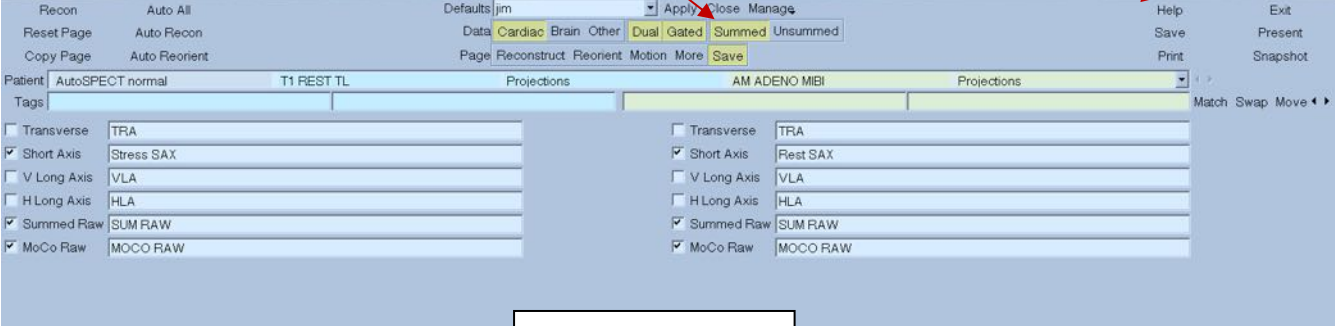 Recon Auto All Defaults jim Apply Close Manage Help Exit
Reset Page Auto Recon Data Cardiac Brain Other Dual Gated Summed Unsummed Save Present
Copy Page Auto Reorient Page Reconstruct Reorient Motion More Save Print Snapshot
Patient AutoSPECT normal T1 REST TL Projections AM ADENO MIBI Projections
Tags Match Swap Move
Transverse TRA Transverse TRA
Short Axis Stress SAX Short Axis Rest SAX
V Long Axis VLA V Long Axis VLA
H Long Axis HLA H Long Axis HLA
Summed Raw SUM RAW Summed Raw SUM RAW
MoCo Raw MOCO RAW MoCo Raw MOCO RAW